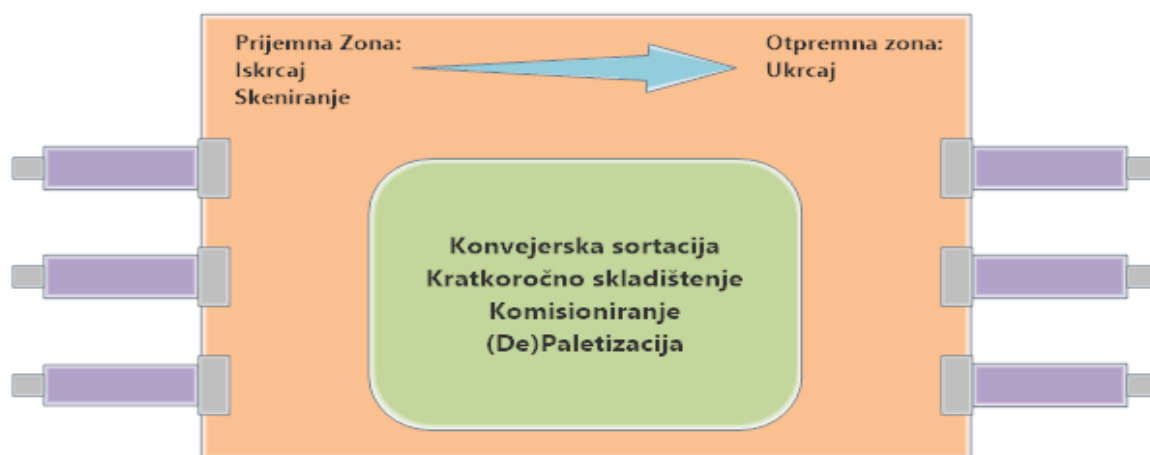 Prijemna Zona:
Iskrcaj
Skeniranje
Otpremna zona:
Ukrcaj
Konvejerska sortacija
Kratkoročno skladištenje
Komisioniranje
(De)Paletizacija